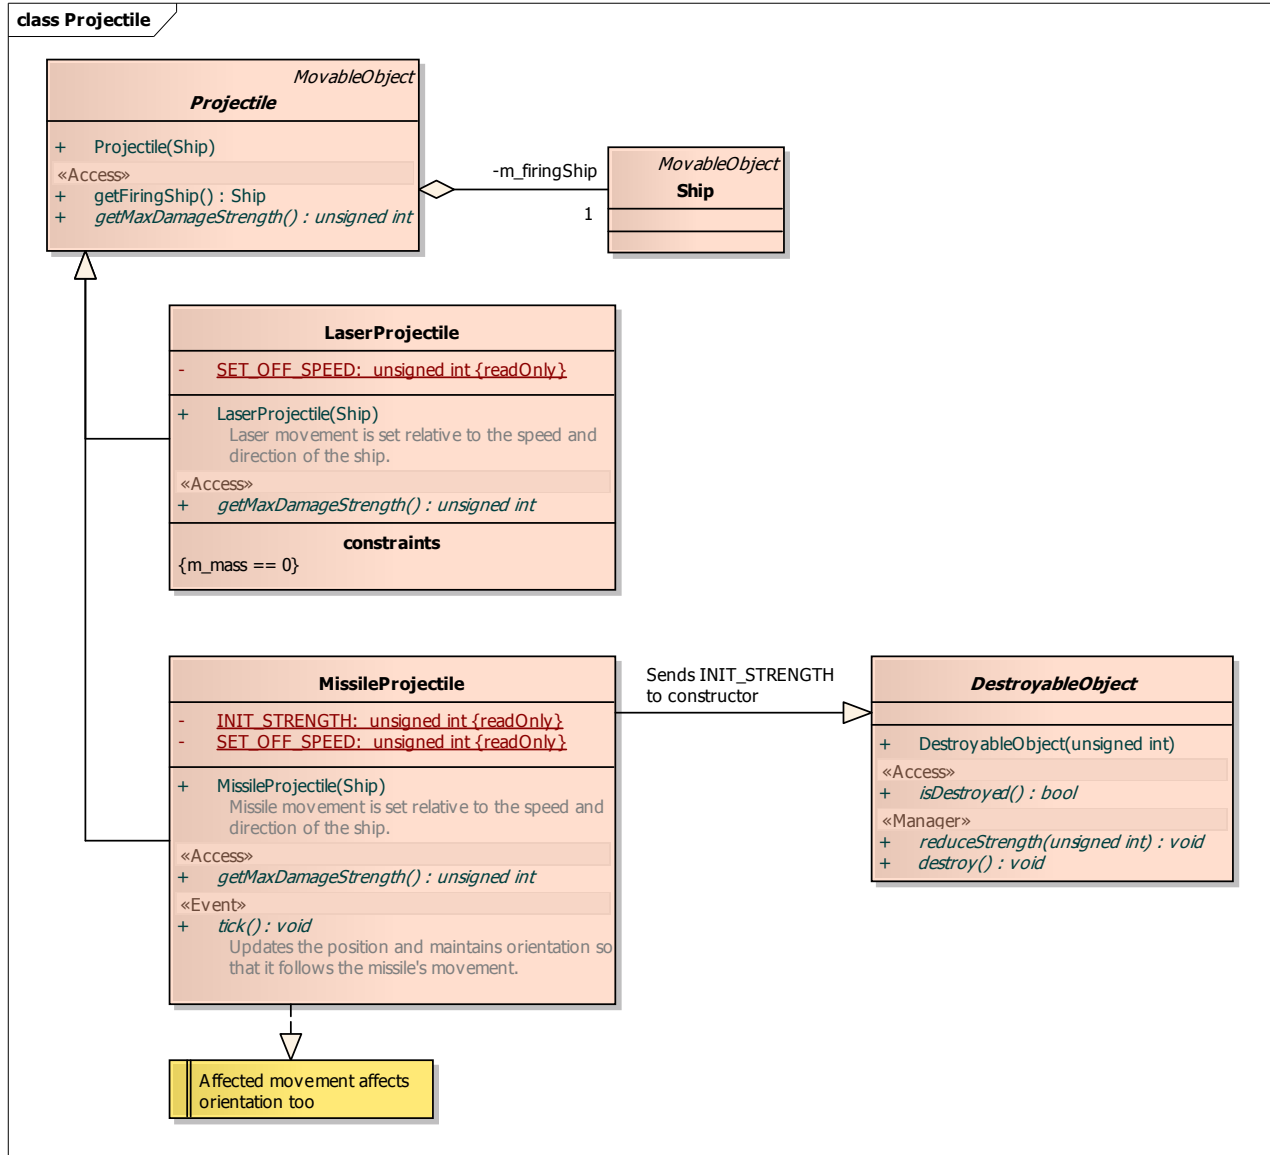 class Projectile
MovableObject
Projectile
+ Projectile(Ship)
«Access»
+ getFiringShip() : Ship
+ getMaxDamageStrength() : unsigned int
-m_firingShip
1
MovableObject
Ship
LaserProjectile
- SET_OFF_SPEED: unsigned int {readOnly}
+ LaserProjectile(Ship)
Laser movement is set relative to the speed and
direction of the ship.
«Access»
+ getMaxDamageStrength() : unsigned int
constraints
{m_mass == 0}
MissileProjectile
- INIT_STRENGTH: unsigned int {readOnly}
- SET_OFF_SPEED: unsigned int {readOnly}
+ MissileProjectile(Ship)
Missile movement is set relative to the speed and
direction of the ship.
«Access»
+ getMaxDamageStrength() : unsigned int
«Event»
+ tick() : void
Updates the position and maintains orientation so
that it follows the missile's movement.
Sends INIT_STRENGTH
to constructor
DestroyableObject
+ DestroyableObject(unsigned int)
«Access»
+ isDestroyed() : bool
«Manager»
+ reduceStrength(unsigned int) : void
+ destroy() : void
Affected movement affects
orientation too